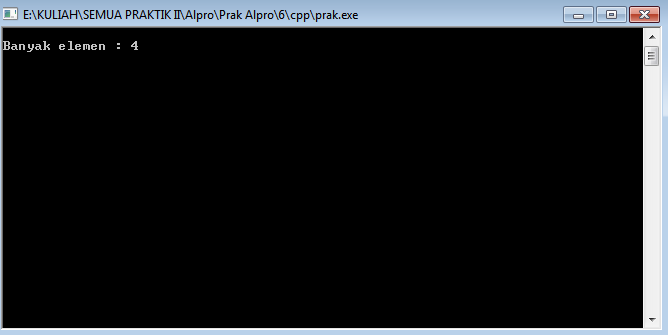 E:\KULIAH\SEMUA PRAKTIK II\Alpro\Prak Alpro\6\cpp\prak.exe
Banyak elemen : 4